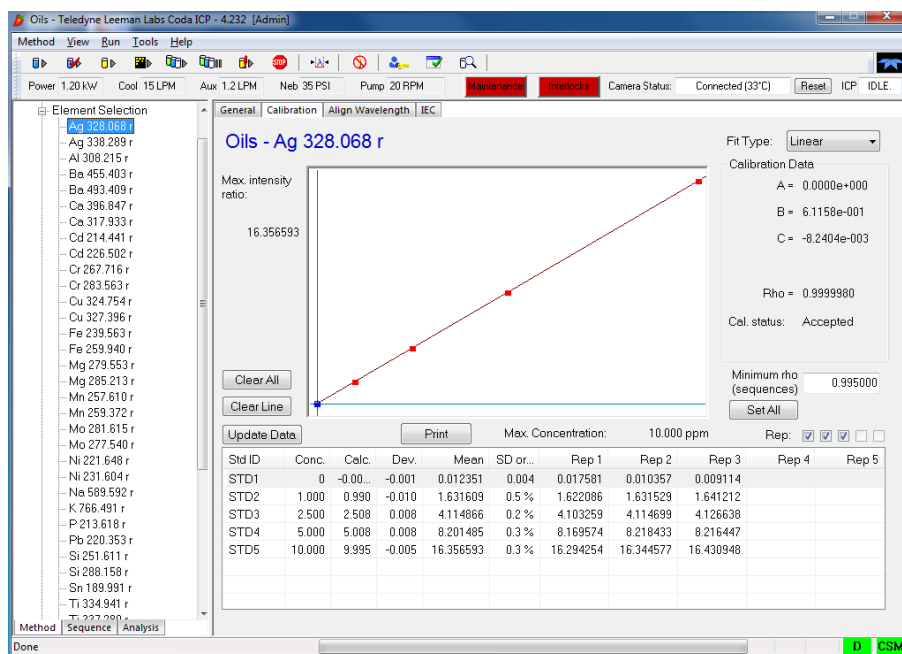 Oils - Teledyne Leeman Labs Coda ICP - 4.232 [Admin]
Method View Run Tools Help
STOP
Power 1.20 kW Cool 15 LPM Aux 1.2 LPM Neb 35 PSI Pump 20 RPM Maintenance Interlocks Camera Status: Connected (33°C) Reset ICP IDLE.
Element Selection
Ag 328.068 r
Ag 338.289 r
Al 308.215 r
Ba 455.403 r
Ba 493.409 r
Ca 396.847 r
Ca 317.933 r
Cd 214.441 r
Cd 226.502 r
Cr 267.716 r
Cr 283.563 r
Cu 324.754 r
Cu 327.396 r
Fe 239.563 r
Fe 259.940 r
Mg 279.553 r
Mg 285.213 r
Mn 257.610 r
Mn 259.372 r
Mo 281.615 r
Mo 277.540 r
Ni 221.648 r
Ni 231.604 r
Na 589.592 r
K 766.491 r
P 213.618 r
Pb 220.353 r
Si 251.611 r
Si 288.158 r
Sn 189.991 r
Ti 334.941 r
Method Sequence Analysis
General Calibration Align Wavelength IEC
Oils - Ag 328.068 r
Fit Type: Linear
Max. intensity
ratio:
16.356593
Calibration Data
A = 0.0000e+000
B = 6.1158e-001
C = -8.2404e-003
Rho = 0.9999980
Cal. status: Accepted
Minimum rho
(sequences) 0.995000
Set All
Clear All
Clear Line
Update Data Print Max. Concentration: 10.000 ppm Rep:
Std ID Conc. Calc. Dev. Mean SD or... Rep 1 Rep 2 Rep 3 Rep 4 Rep 5
STD1 0 -0.00... -0.001 0.012351 0.004 0.017581 0.010357 0.009114
STD2 1.000 0.990 -0.010 1.631609 0.5 % 1.622086 1.631529 1.641212
STD3 2.500 2.508 0.008 4.114866 0.2 % 4.103259 4.114699 4.126638
STD4 5.000 5.008 0.008 8.201485 0.3 % 8.169574 8.218433 8.216447
STD5 10.000 9.995 -0.005 16.356593 0.3 % 16.294254 16.344577 16.430948
Done D CSM